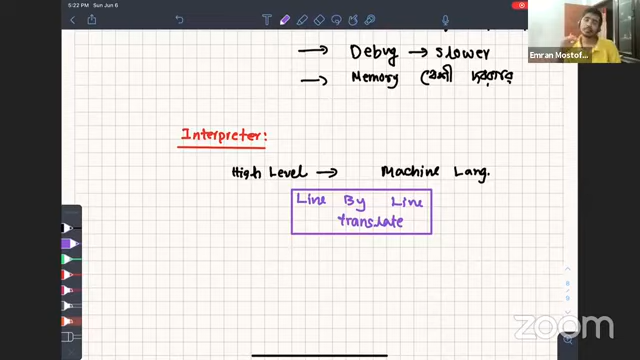 5:22 PM Sun Jun 6
→ Debug → slower
Emran Mostof...
→ Memory বেশী দরকার
Interpreter:
High Level → Machine Lang.
Line By Line
translate
zoom